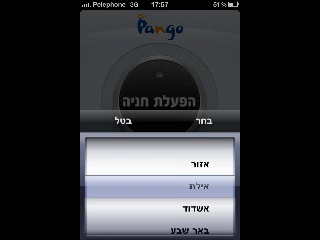 Pelephone 3G 17:57 51%
Pango
הפעלת חניה
בחר בטל
אזור
אילת
אשדוד
באר שבע